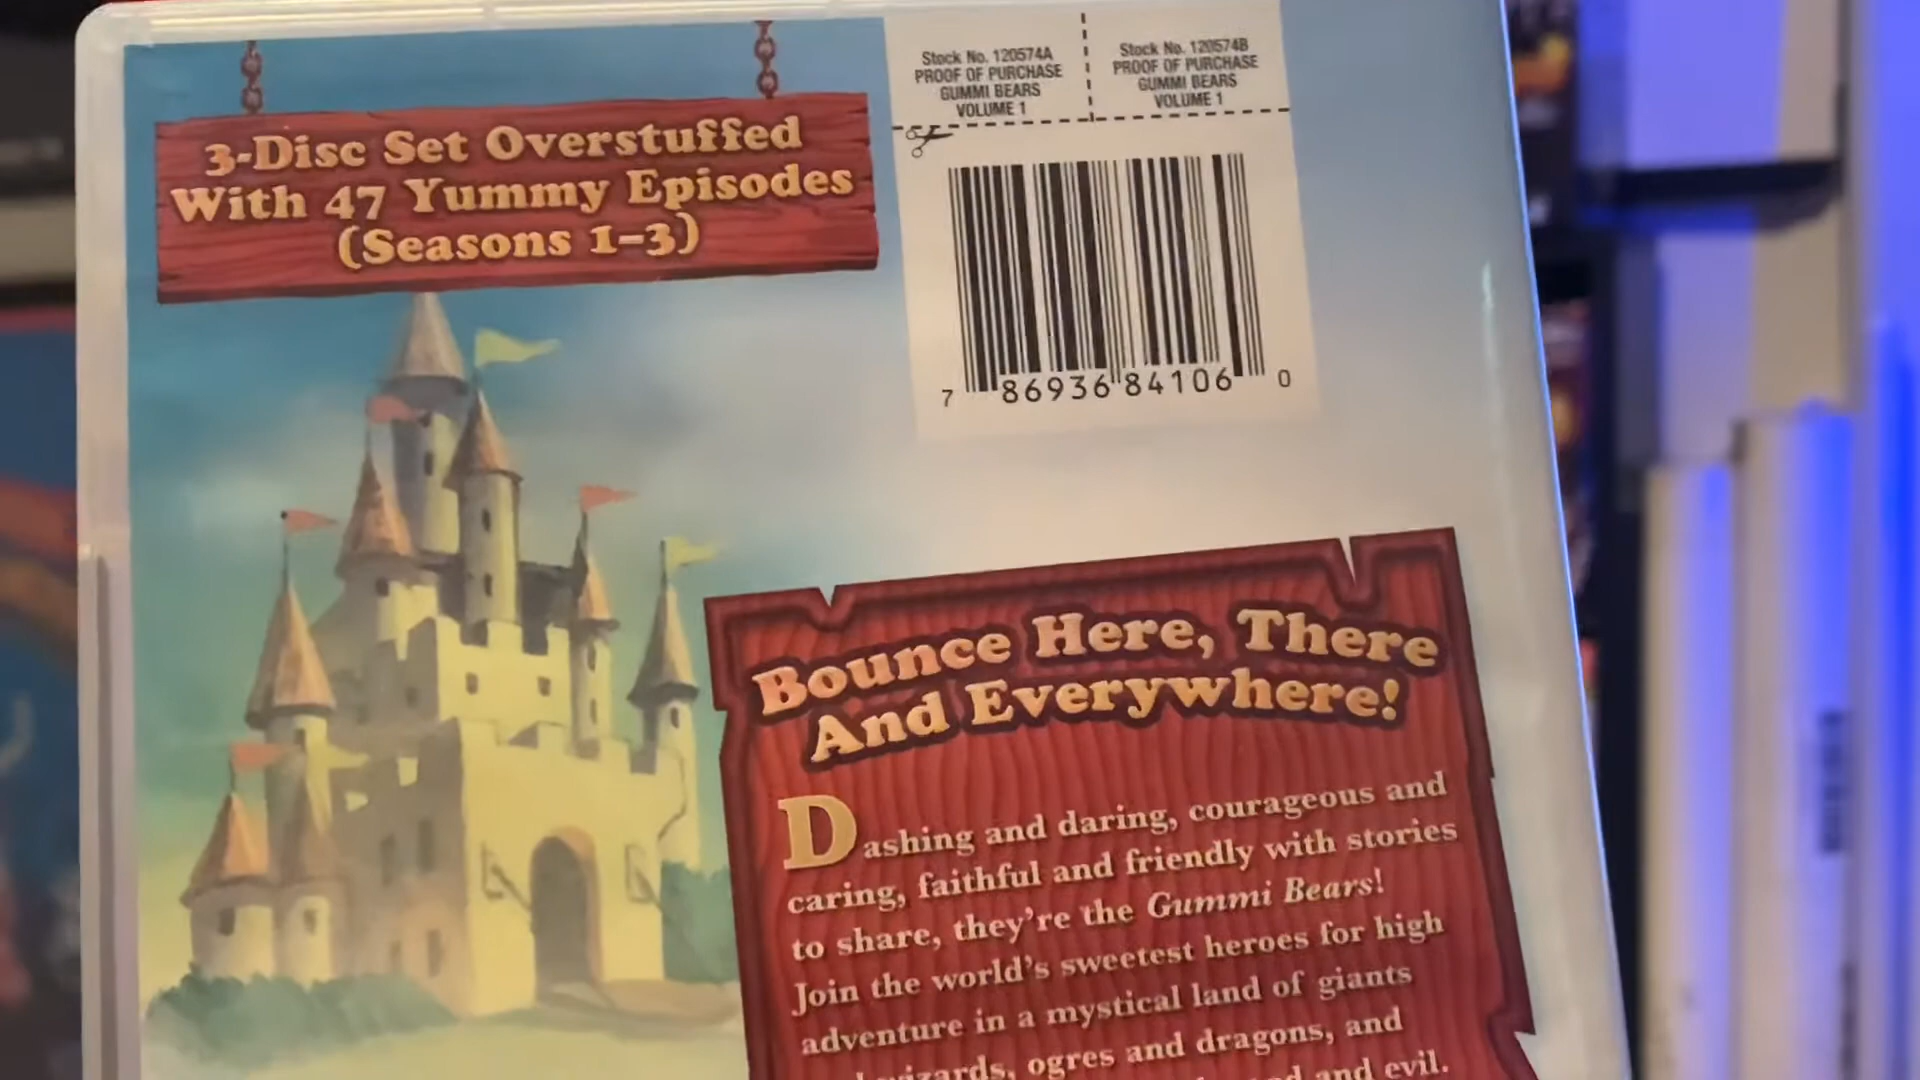 3-Disc Set Overstuffed
With 47 Yummy Episodes
(Seasons 1-3)
Stock No. 120574A
PROOF OF PURCHASE
GUMMI BEARS
VOLUME 1
Stock No. 120574B
PROOF OF PURCHASE
GUMMI BEARS
VOLUME 1
7 86936 84106 0
Bounce Here, There
And Everywhere!
Dashing and daring, courageous and
caring, faithful and friendly with stories
to share, they're the Gummi Bears!
Join the world's sweetest heroes for high
adventure in a mystical land of giants
wizards, ogres and dragons, and
and evil.